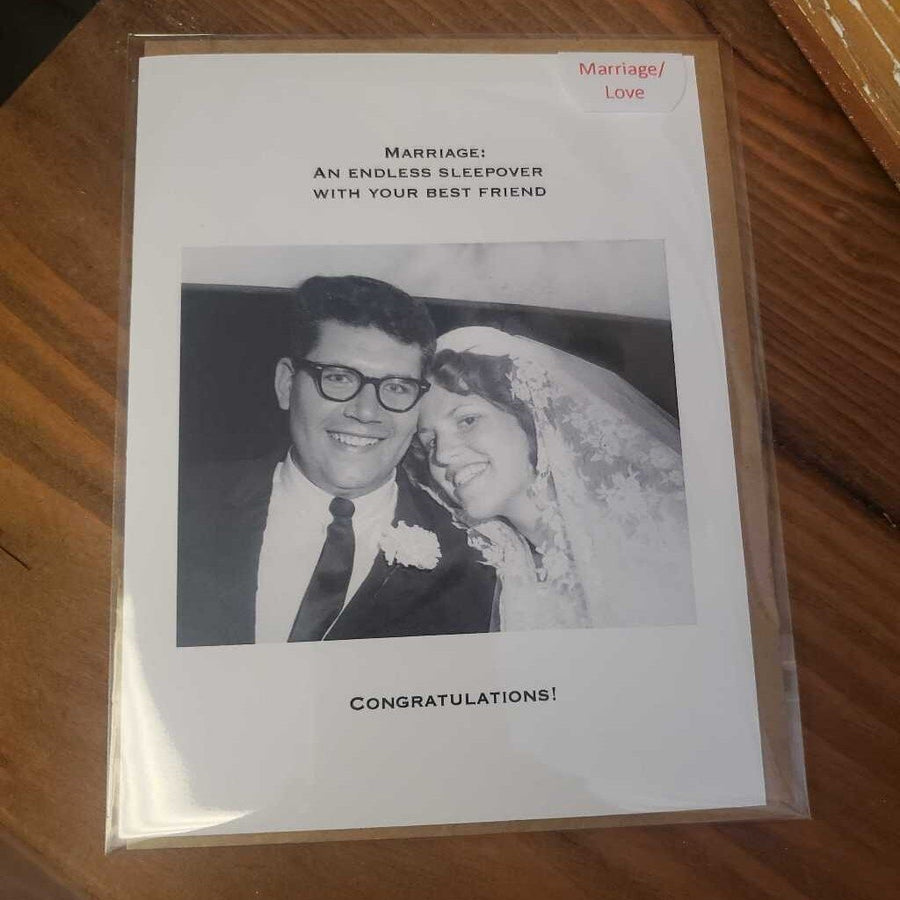 Marriage/
Love
MARRIAGE:
AN ENDLESS SLEEPOVER
WITH YOUR BEST FRIEND
CONGRATULATIONS!